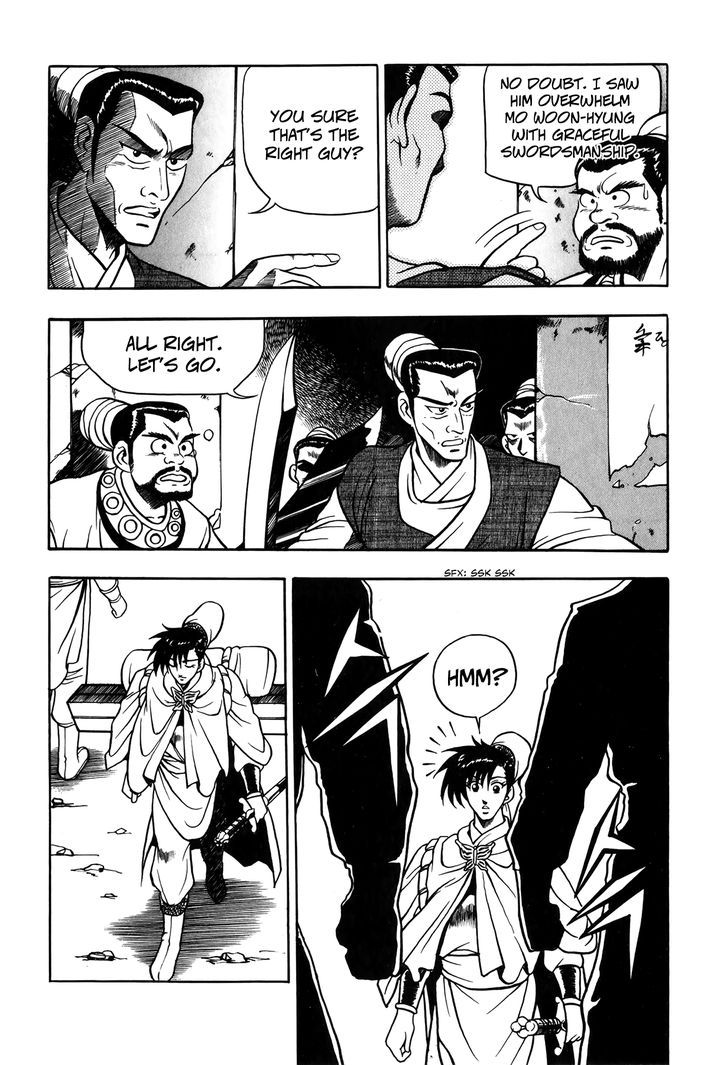 YOU SURE
THAT'S THE
RIGHT GUY?
NO DOUBT. I SAW
HIM OVERWHELM
MO WOON-HYUNG
WITH GRACEFUL
SWORDSMANSHIP.
ALL RIGHT.
LET'S GO.
SFX: SSK SSK
HMM?